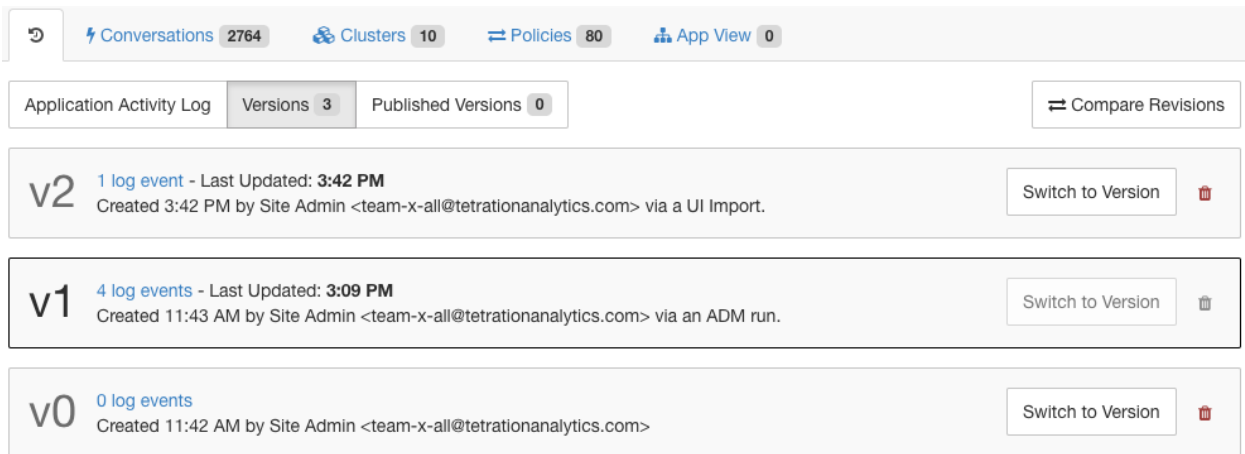 Conversations 2764 Clusters 10 Policies 80 App View 0
Application Activity Log Versions 3 Published Versions 0 Compare Revisions
v2 1 log event - Last Updated: 3:42 PM
Created 3:42 PM by Site Admin <team-x-all@tetrationanalytics.com> via a UI Import.
Switch to Version
v1 4 log events - Last Updated: 3:09 PM
Created 11:43 AM by Site Admin <team-x-all@tetrationanalytics.com> via an ADM run.
Switch to Version
v0 0 log events
Created 11:42 AM by Site Admin <team-x-all@tetrationanalytics.com>
Switch to Version